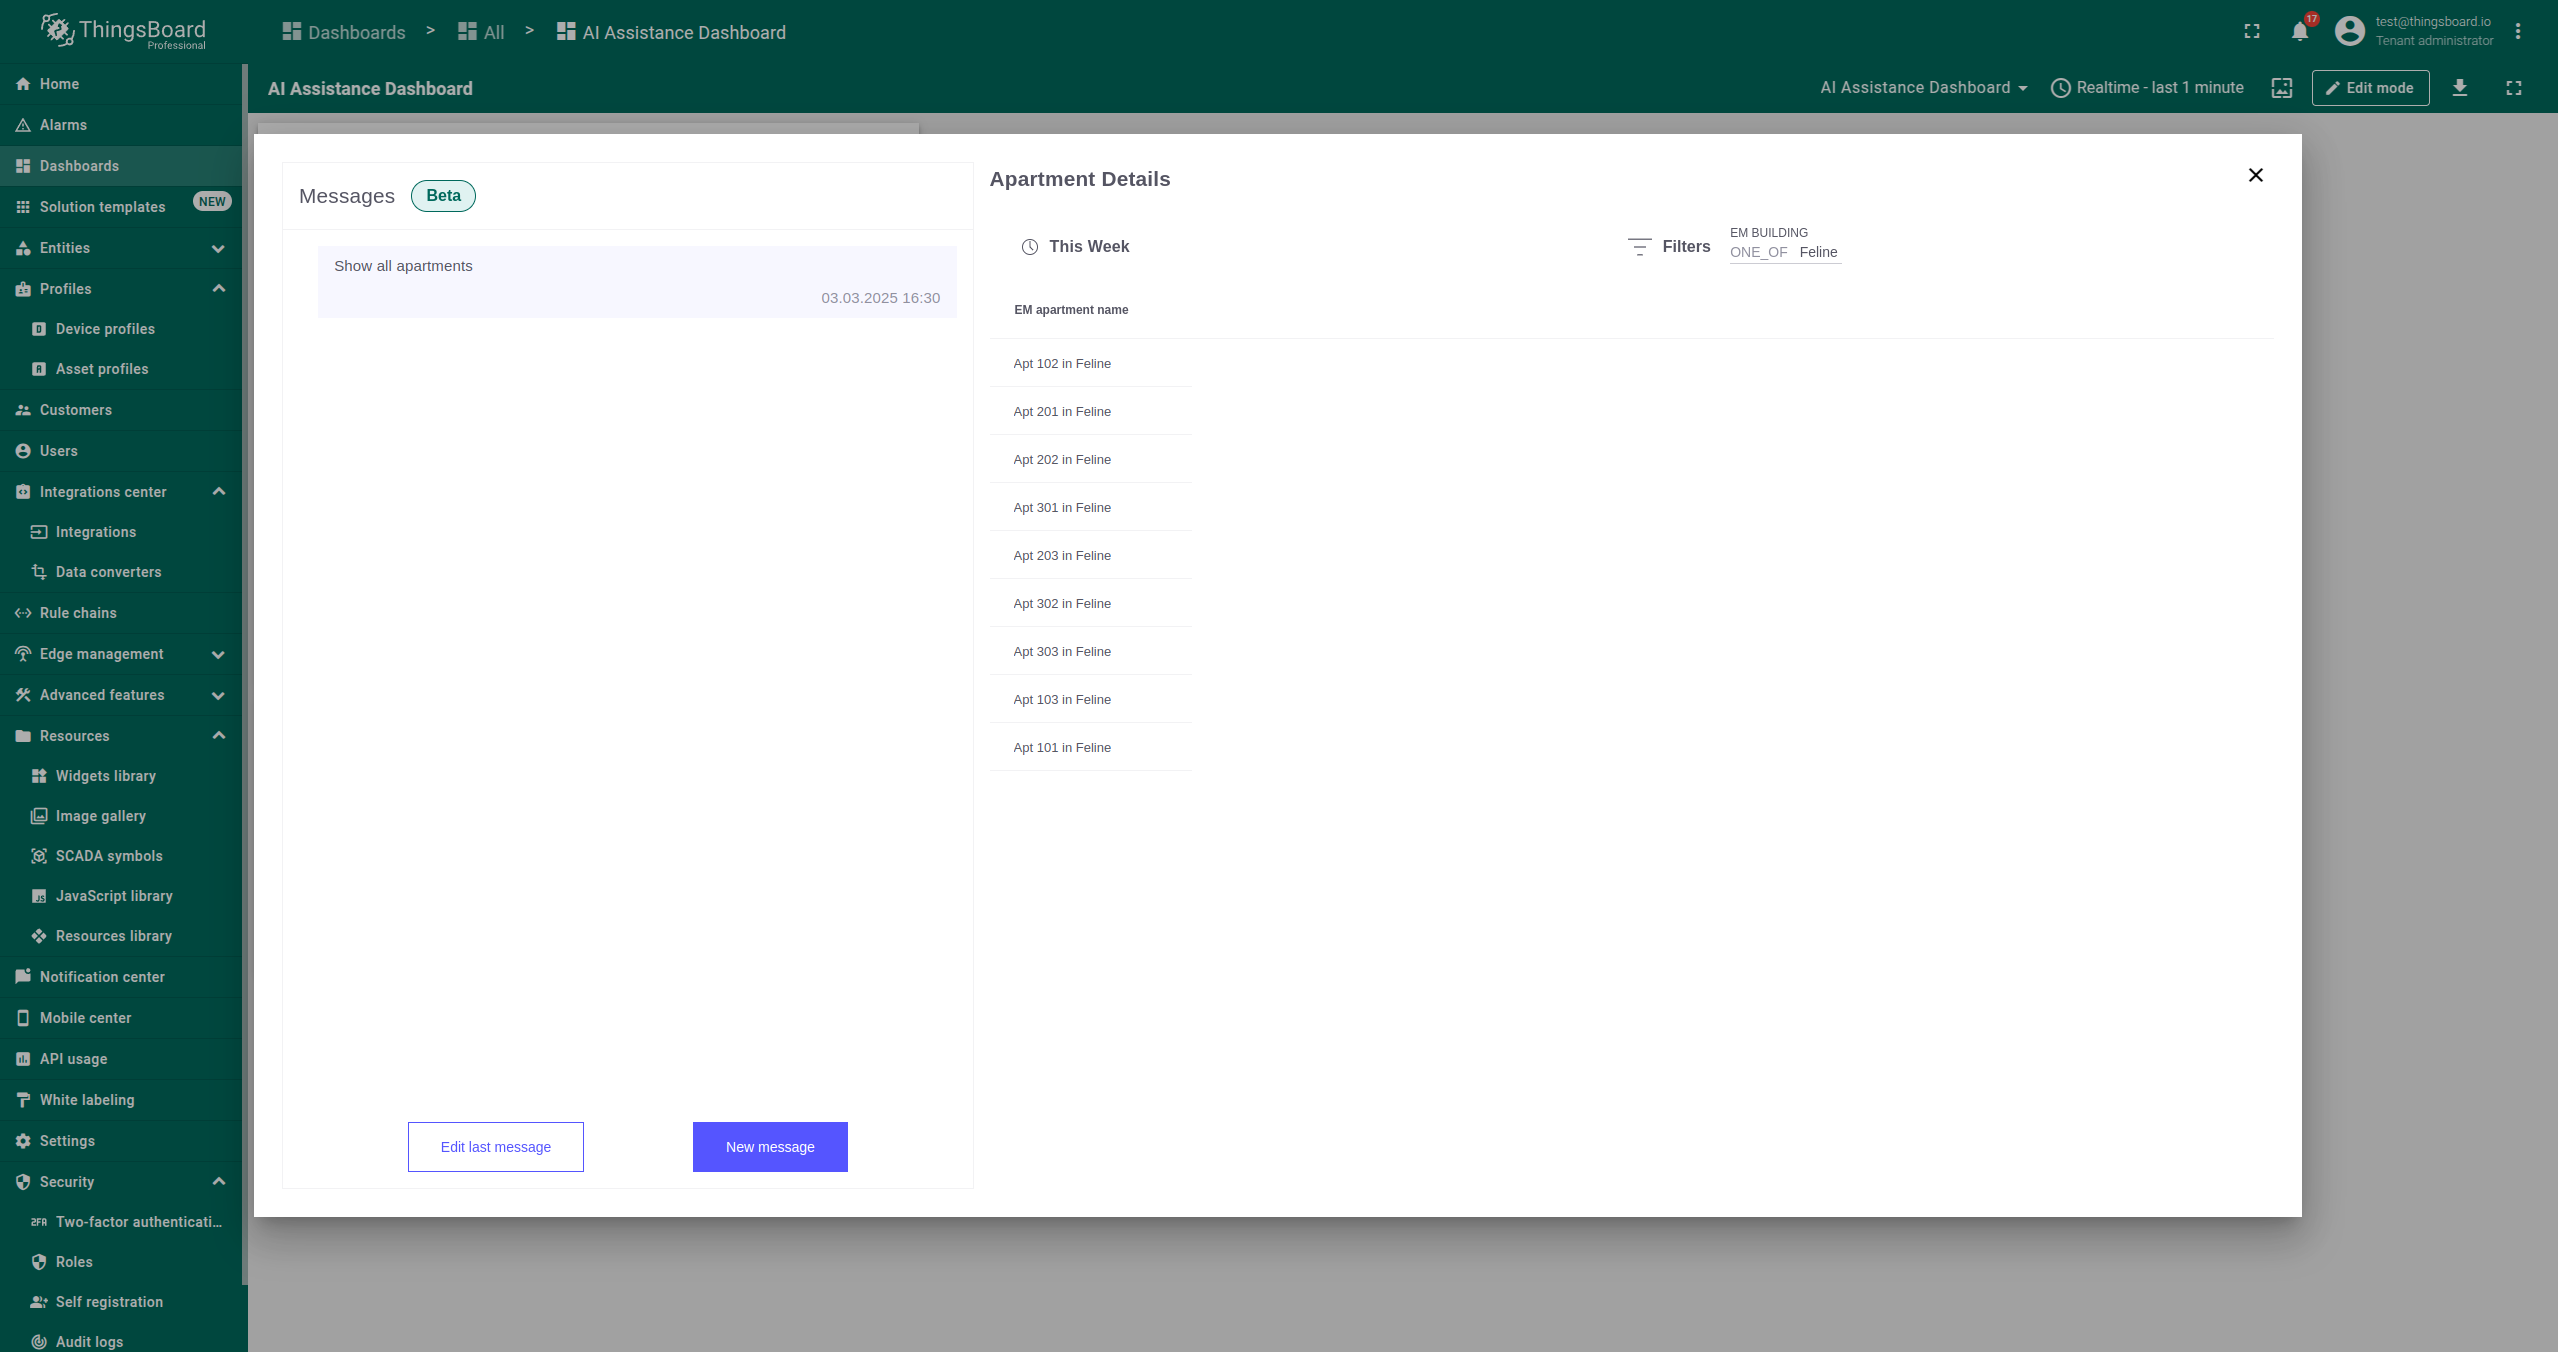 ThingsBoard
Professional
Dashboards > All > AI Assistance Dashboard
17
test@thingsboard.io
Tenant administrator
AI Assistance Dashboard
AI Assistance Dashboard
Realtime - last 1 minute
Edit mode
Home
Alarms
Dashboards
Solution templates
NEW
Entities
Profiles
Device profiles
Asset profiles
Customers
Users
Integrations center
Integrations
Data converters
Rule chains
Edge management
Advanced features
Resources
Widgets library
Image gallery
SCADA symbols
JavaScript library
Resources library
Notification center
Mobile center
API usage
White labeling
Settings
Security
2FA Two-factor authenticati...
Roles
Self registration
Audit logs
Messages
Beta
Show all apartments
03.03.2025 16:30
Edit last message
New message
Apartment Details
This Week
Filters
EM BUILDING
ONE_OF Feline
EM apartment name
Apt 102 in Feline
Apt 201 in Feline
Apt 202 in Feline
Apt 301 in Feline
Apt 203 in Feline
Apt 302 in Feline
Apt 303 in Feline
Apt 103 in Feline
Apt 101 in Feline